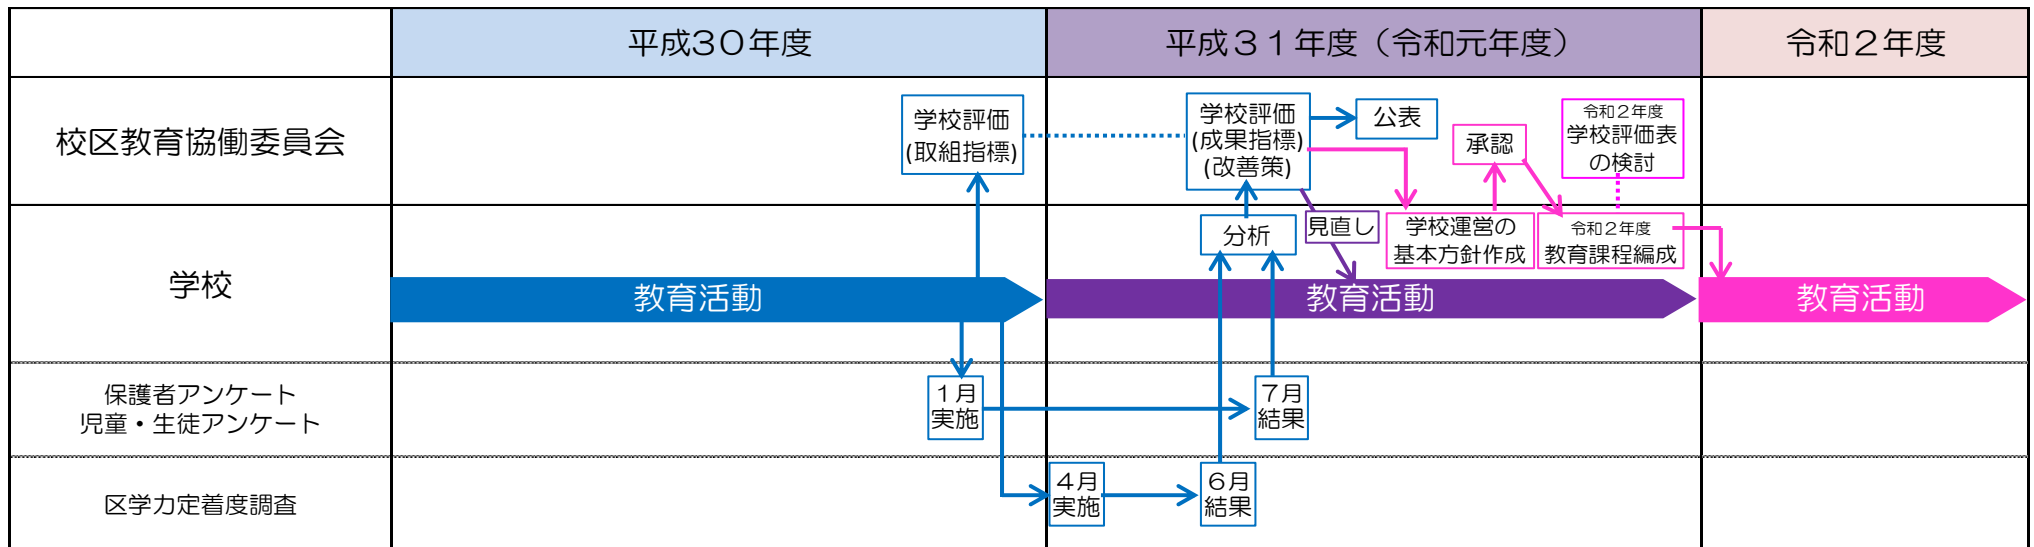 平成３０年度
平成３１年度（令和元年度）
令和２年度
校区教育協働委員会
学校評価
(取組指標)
学校評価
(成果指標)
(改善策)
公表
承認
令和２年度
学校評価表
の検討
学校
分析
見直し
学校運営の
基本方針作成
令和２年度
教育課程編成
教育活動
教育活動
教育活動
保護者アンケート
児童・生徒アンケート
１月
実施
７月
結果
区学力定着度調査
４月
実施
６月
結果